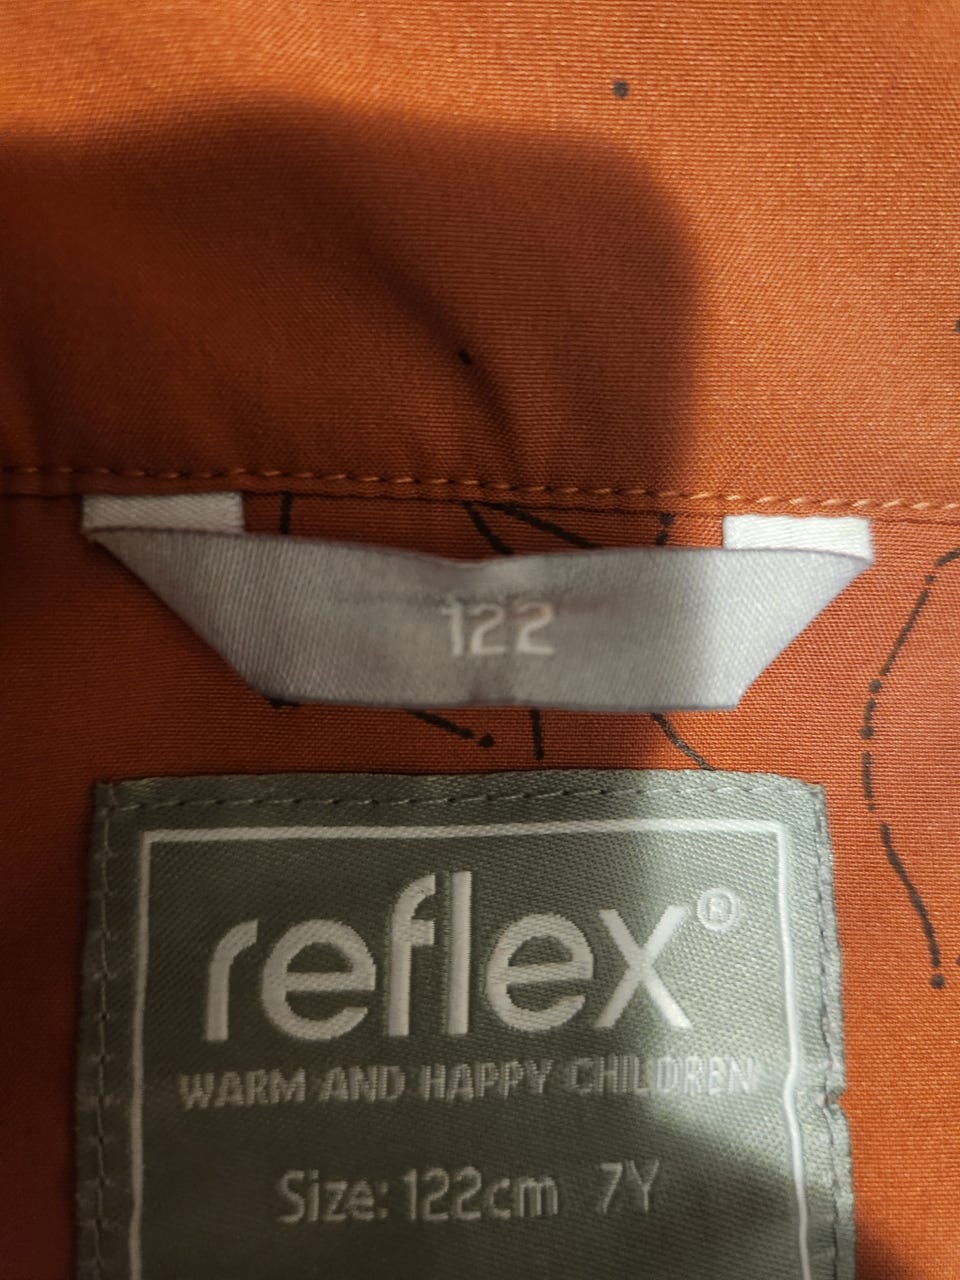 122
reflex®
WARM AND HAPPY CHILDREN
Size: 122cm 7Y